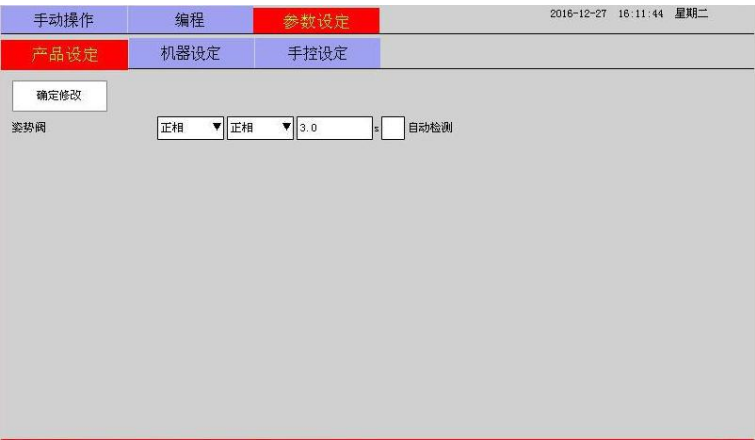 手动操作 编程 参数设定 2016-12-27 16:11:44 星期二
产品设定 机器设定 手控设定
确定修改
姿势阀 正相 正相 3.0 s 自动检测